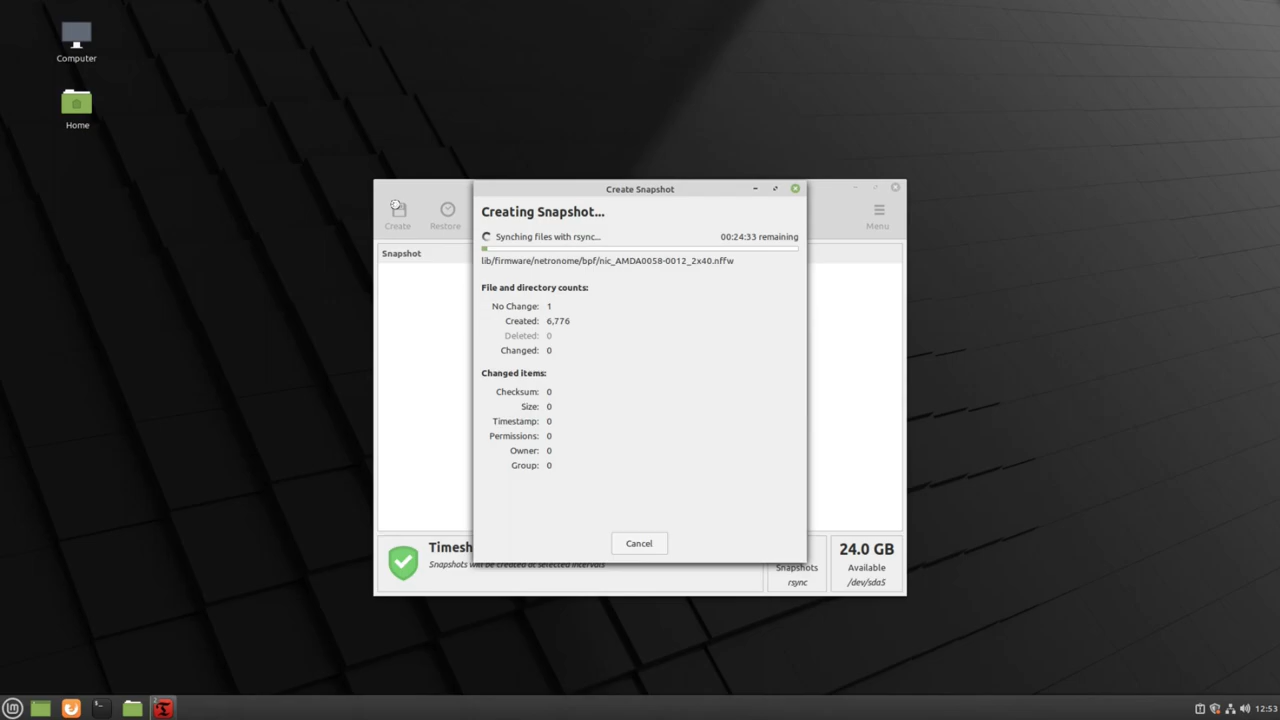 Computer
Home
Create Snapshot
Creating Snapshot...
Synching files with rsync...
00:24:33 remaining
lib/firmware/netronome/bpf/nic_AMDA0058-0012_2x40.nffw
File and directory counts:
No Change: 1
Created: 6,776
Deleted: 0
Changed: 0
Changed items:
Checksum: 0
Size: 0
Timestamp: 0
Permissions: 0
Owner: 0
Group: 0
Cancel
Create
Restore
Menu
Snapshot
Timesh
Snapshots will be created at selected intervals
Snapshots
rsync
24.0 GB
Available
/dev/sda5
12:53